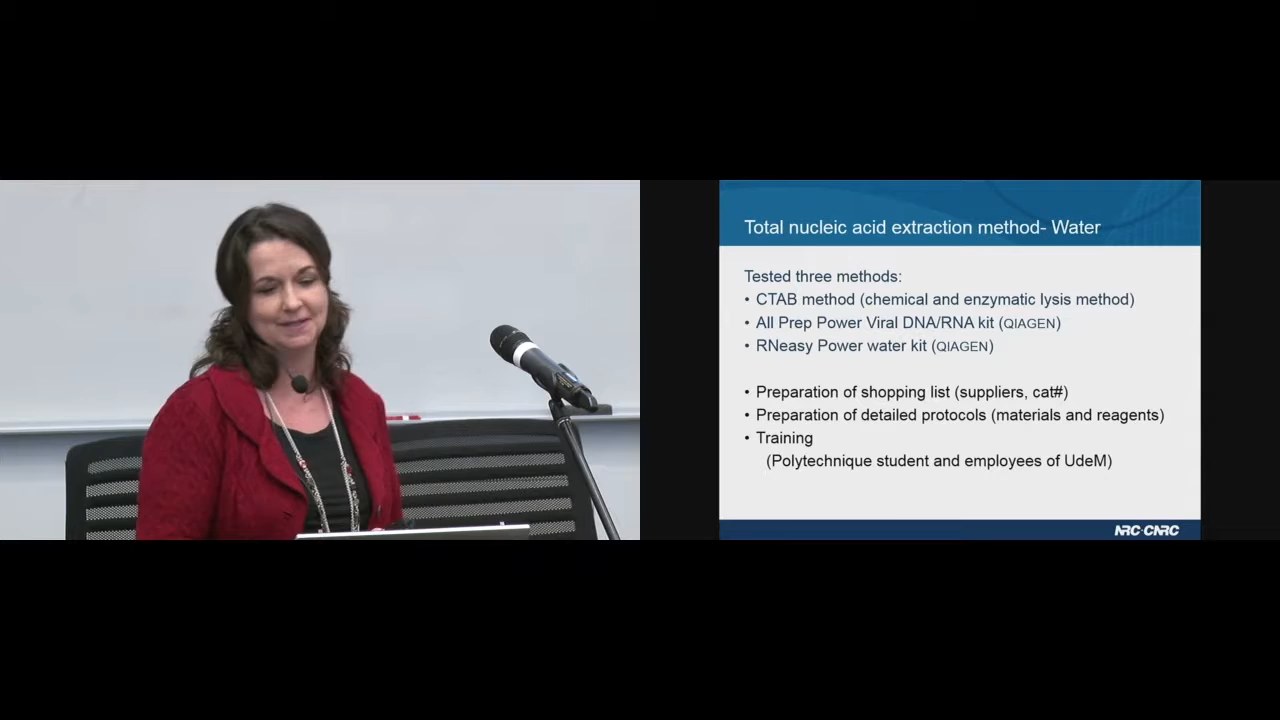 Total nucleic acid extraction method- Water
Tested three methods:
• CTAB method (chemical and enzymatic lysis method)
• All Prep Power Viral DNA/RNA kit (QIAGEN)
• RNeasy Power water kit (QIAGEN)
• Preparation of shopping list (suppliers, cat#)
• Preparation of detailed protocols (materials and reagents)
• Training
(Polytechnique student and employees of UdeM)
NRC·CNRC